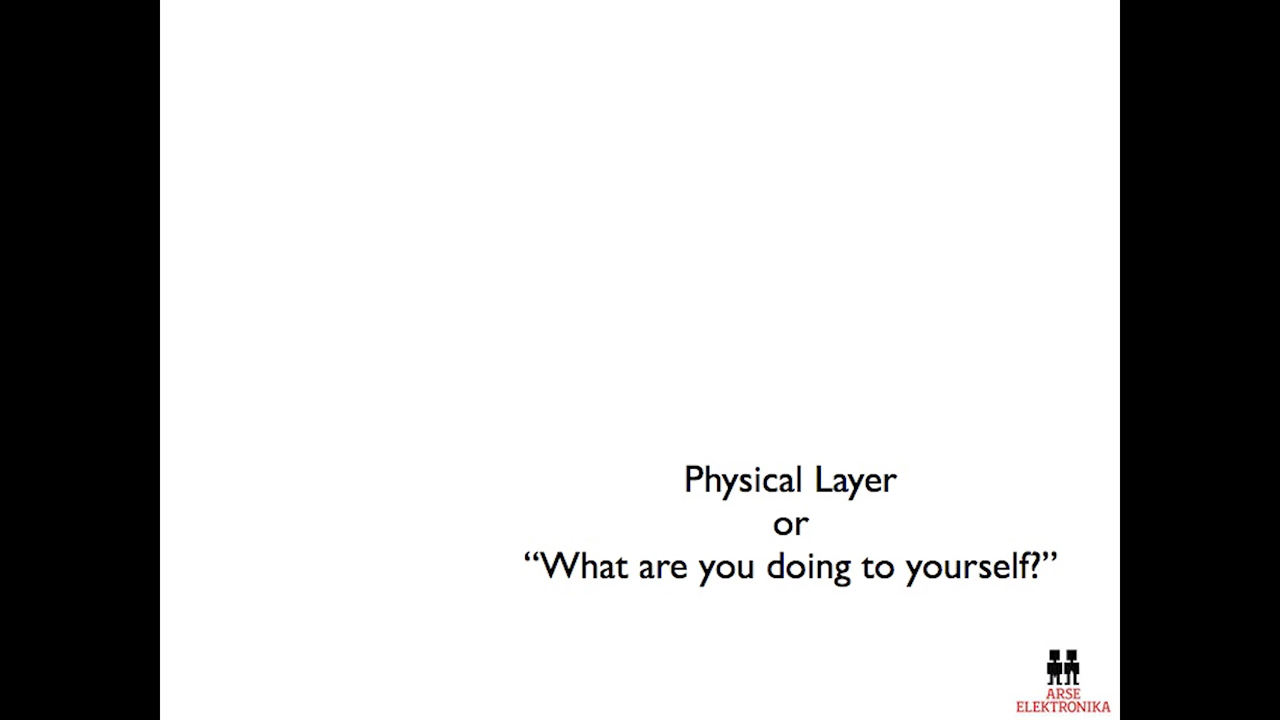 Physical Layer
or
“What are you doing to yourself?”
ARSE
ELEKTRONIKA